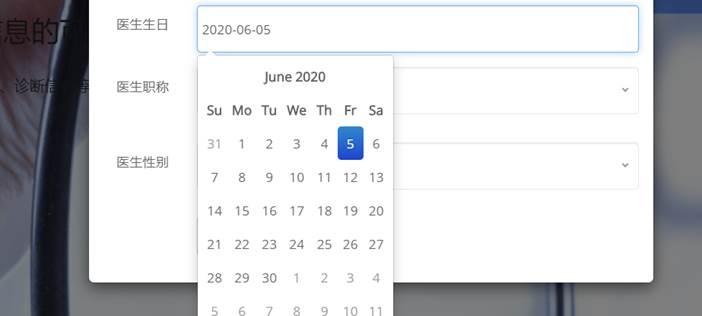 医生生日
2020-06-05
June 2020
医生职称
Su Mo Tu We Th Fr Sa
31 1 2 3 4 5 6
医生性别
7 8 9 10 11 12 13
14 15 16 17 18 19 20
21 22 23 24 25 26 27
28 29 30 1 2 3 4
5 6 7 8 9 10 11
息的
诊断信